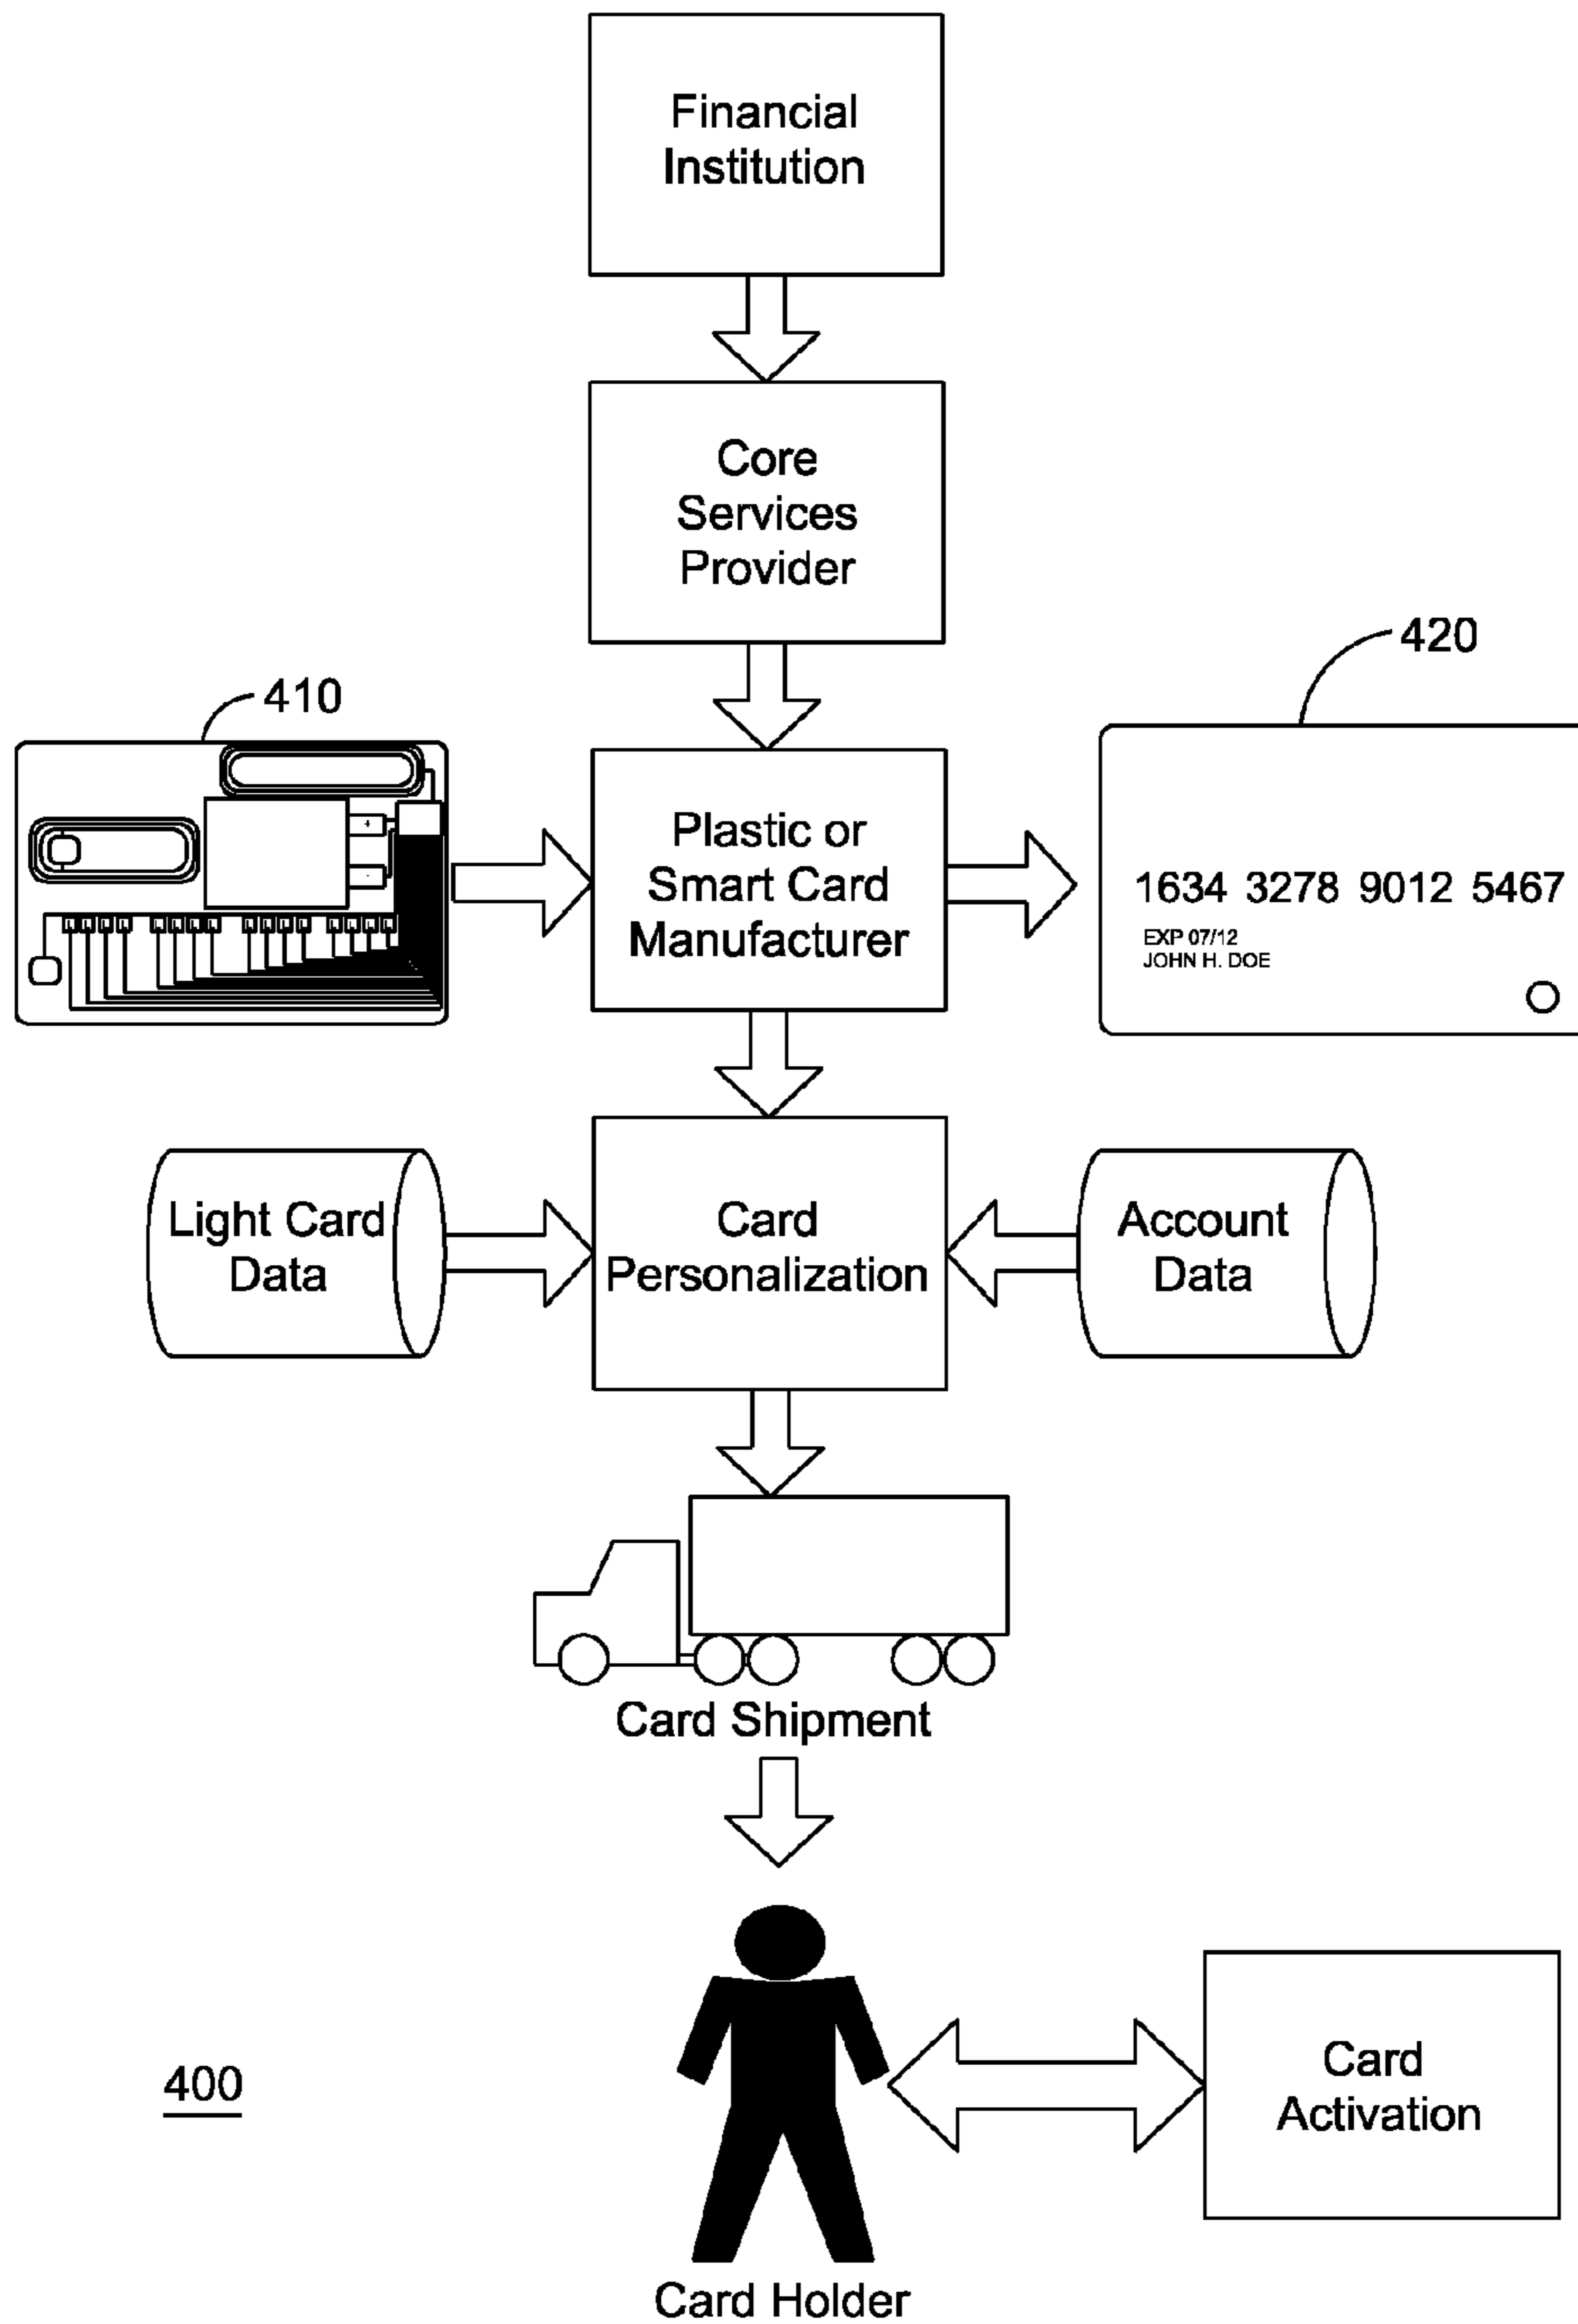 Financial
Institution
Core
Services
Provider
410
420
+
-
Plastic or
Smart Card
Manufacturer
1634 3278 9012 5467
EXP 07/12
JOHN H. DOE
Light Card
Data
Card
Personalization
Account
Data
Card Shipment
400
Card
Activation
Card Holder